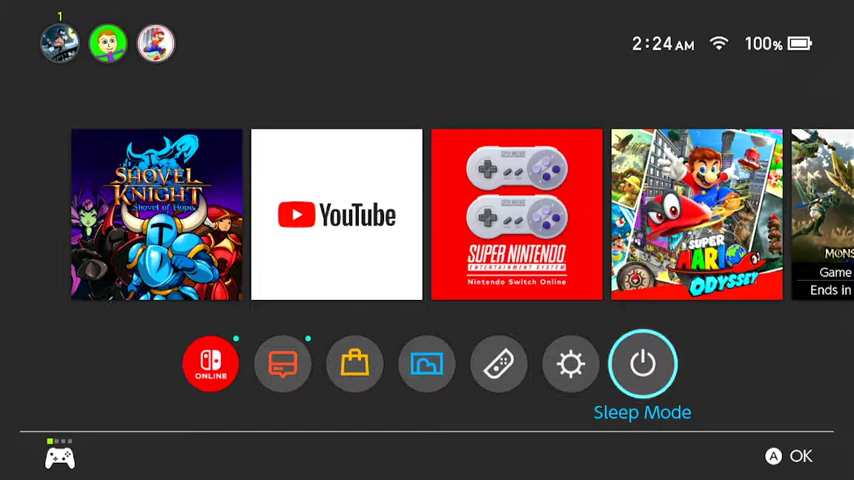 1
2:24 AM
100%
SHOVEL
KNIGHT
Shovel of Hope
YouTube
SUPER NINTENDO
ENTERTAINMENT SYSTEM
Nintendo Switch Online
SUPER
MARIO
ODYSSEY
MONS
Game
Ends in
ONLINE
Sleep Mode
A OK